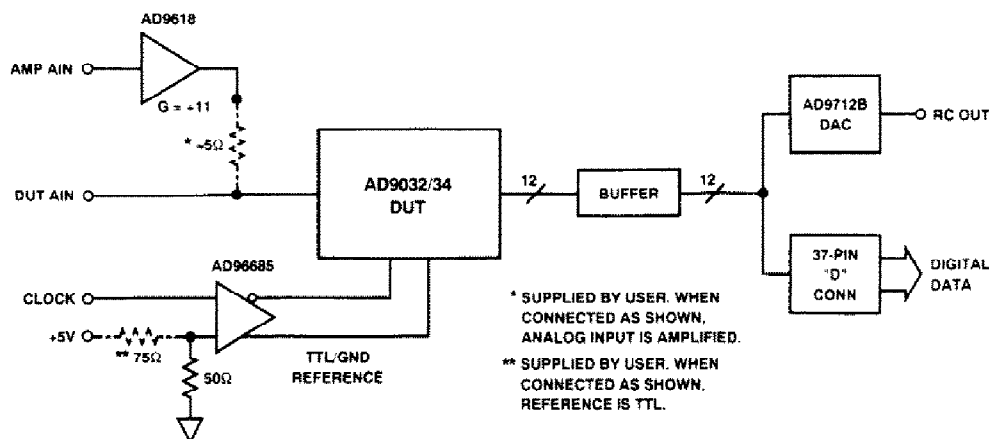 AD9618
AMP AIN
G = +11
* ~5Ω
DUT AIN
AD9032/34
DUT
12
BUFFER
12
AD9712B
DAC
RC OUT
37-PIN
"D"
CONN
DIGITAL
DATA
AD96685
CLOCK
+5V
** 75Ω
50Ω
TTL/GND
REFERENCE
* SUPPLIED BY USER. WHEN
CONNECTED AS SHOWN,
ANALOG INPUT IS AMPLIFIED.
** SUPPLIED BY USER. WHEN
CONNECTED AS SHOWN.
REFERENCE IS TTL.